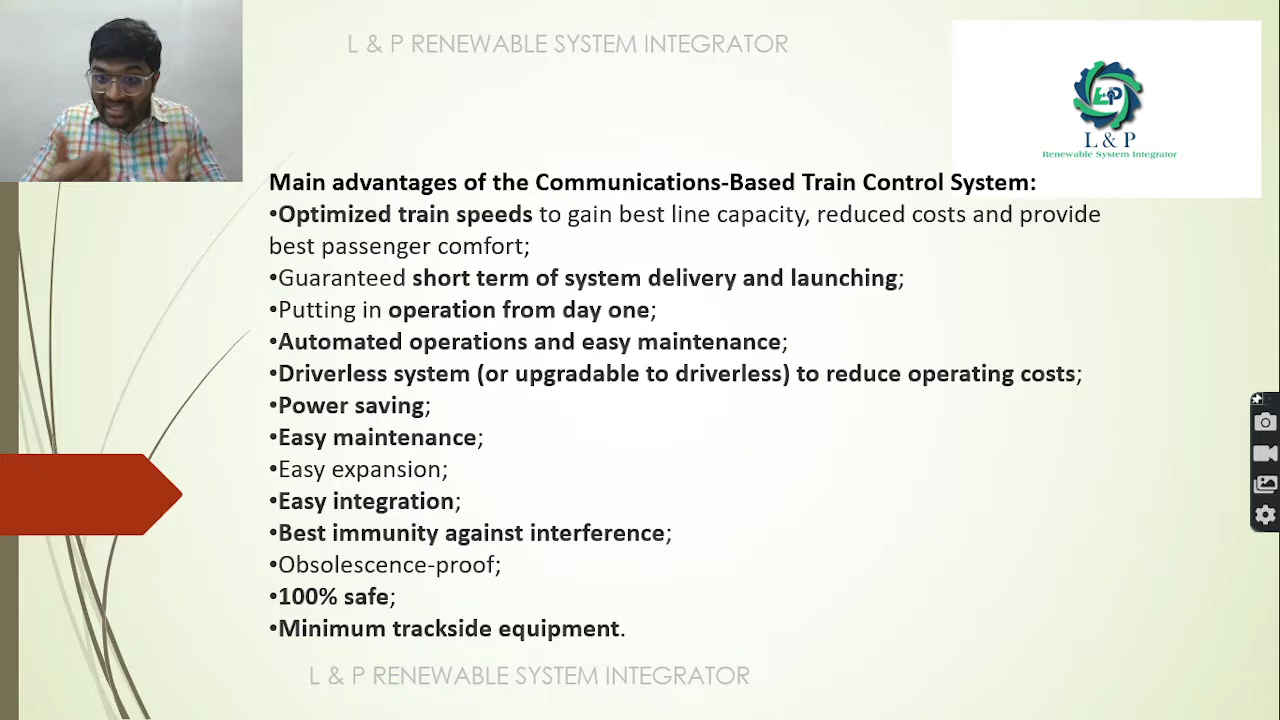 L & P RENEWABLE SYSTEM INTEGRATOR
L&P
L & P
Renewable System Integrator
Main advantages of the Communications-Based Train Control System:
•Optimized train speeds to gain best line capacity, reduced costs and provide
best passenger comfort;
•Guaranteed short term of system delivery and launching;
•Putting in operation from day one;
•Automated operations and easy maintenance;
•Driverless system (or upgradable to driverless) to reduce operating costs;
•Power saving;
•Easy maintenance;
•Easy expansion;
•Easy integration;
•Best immunity against interference;
•Obsolescence-proof;
•100% safe;
•Minimum trackside equipment.
L & P RENEWABLE SYSTEM INTEGRATOR